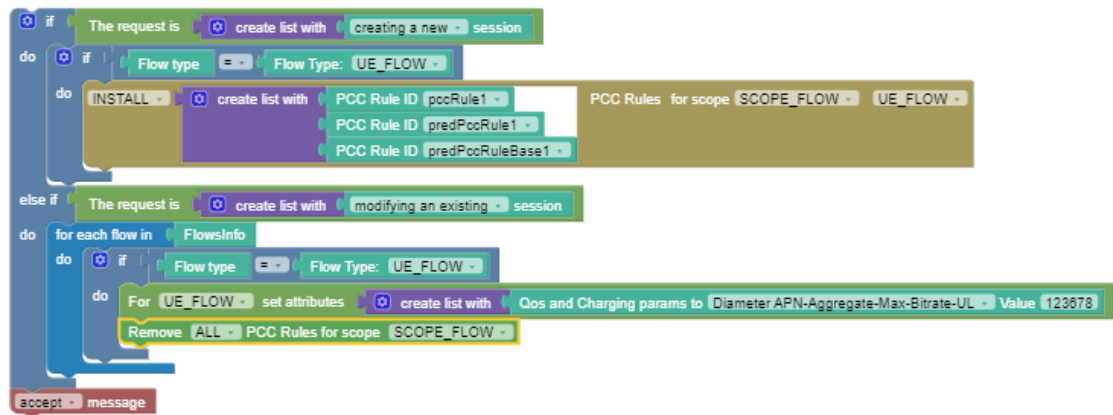 if The request is create list with creating a new session
do if Flow type = Flow Type: UE_FLOW
do INSTALL create list with PCC Rule ID pccRule1 PCC Rules for scope SCOPE_FLOW UE_FLOW
PCC Rule ID predPccRule1
PCC Rule ID predPccRuleBase1
else if The request is create list with modifying an existing session
do for each flow in FlowsInfo
do if Flow type = Flow Type: UE_FLOW
do For UE_FLOW set attributes create list with Qos and Charging params to Diameter APN-Aggregate-Max-Bitrate-UL Value 123678
Remove ALL PCC Rules for scope SCOPE_FLOW
accept message